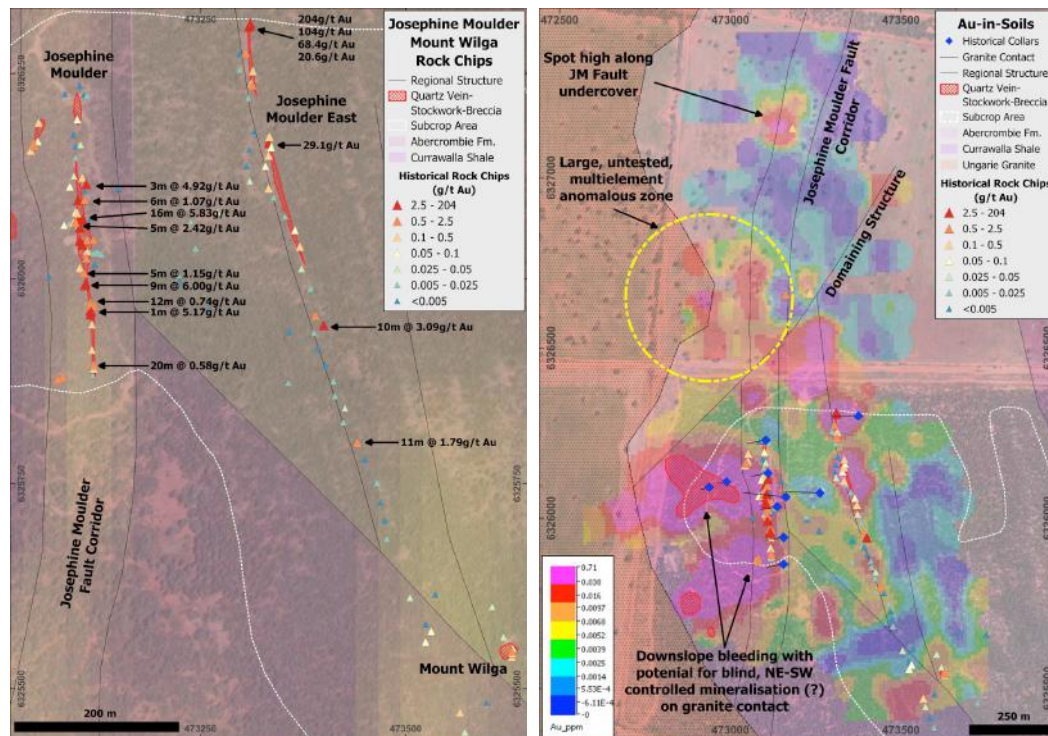 473250
204g/t Au
104g/t Au
68.4g/t Au
20.6g/t Au
Josephine
Moulder
Josephine
Moulder East
6326250
29.1g/t Au
3m @ 4.92g/t Au
6m @ 1.07g/t Au
16m @ 5.83g/t Au
5m @ 2.42g/t Au
5m @ 1.15g/t Au
9m @ 6.00g/t Au
12m @ 0.74g/t Au
1m @ 5.17g/t Au
20m @ 0.58g/t Au
6326000
6326000
10m @ 3.09g/t Au
11m @ 1.79g/t Au
6325750
6325750
Josephine Moulder
Fault Corridor
Mount Wilga
6325500
6325500
200 m
473250
473500
Josephine Moulder
Mount Wilga
Rock Chips
Regional Structure
Quartz Vein-
Stockwork-Breccia
Subcrop Area
Abercrombie Fm.
Currawalla Shale
Historical Rock Chips
(g/t Au)
2.5 - 204
0.5 - 2.5
0.1 - 0.5
0.05 - 0.1
0.025 - 0.05
0.005 - 0.025
<0.005
472500
473000
473500
Spot high along
JM Fault
undercover
Large, untested,
multielement
anomalous zone
Josephine Moulder Fault
Corridor
Domaining Structure
6327000
6326500
6326500
6326000
6326000
Downslope bleeding with
potenial for blind, NE-SW
controlled mineralisation (?)
on granite contact
0.71
0.038
0.016
0.0097
0.0068
0.0052
0.0039
0.0025
0.0014
5.53E-4
-6.11E-4
-0
Au_ppm
473000
473500
250 m
Au-in-Soils
Historical Collars
Granite Contact
Regional Structure
Quartz Vein-
Stockwork-Breccia
Subcrop Area
Abercrombie Fm.
Currawalla Shale
Ungarie Granite
Historical Rock Chips
(g/t Au)
2.5 - 204
0.5 - 2.5
0.1 - 0.5
0.05 - 0.1
0.025 - 0.05
0.005 - 0.025
<0.005